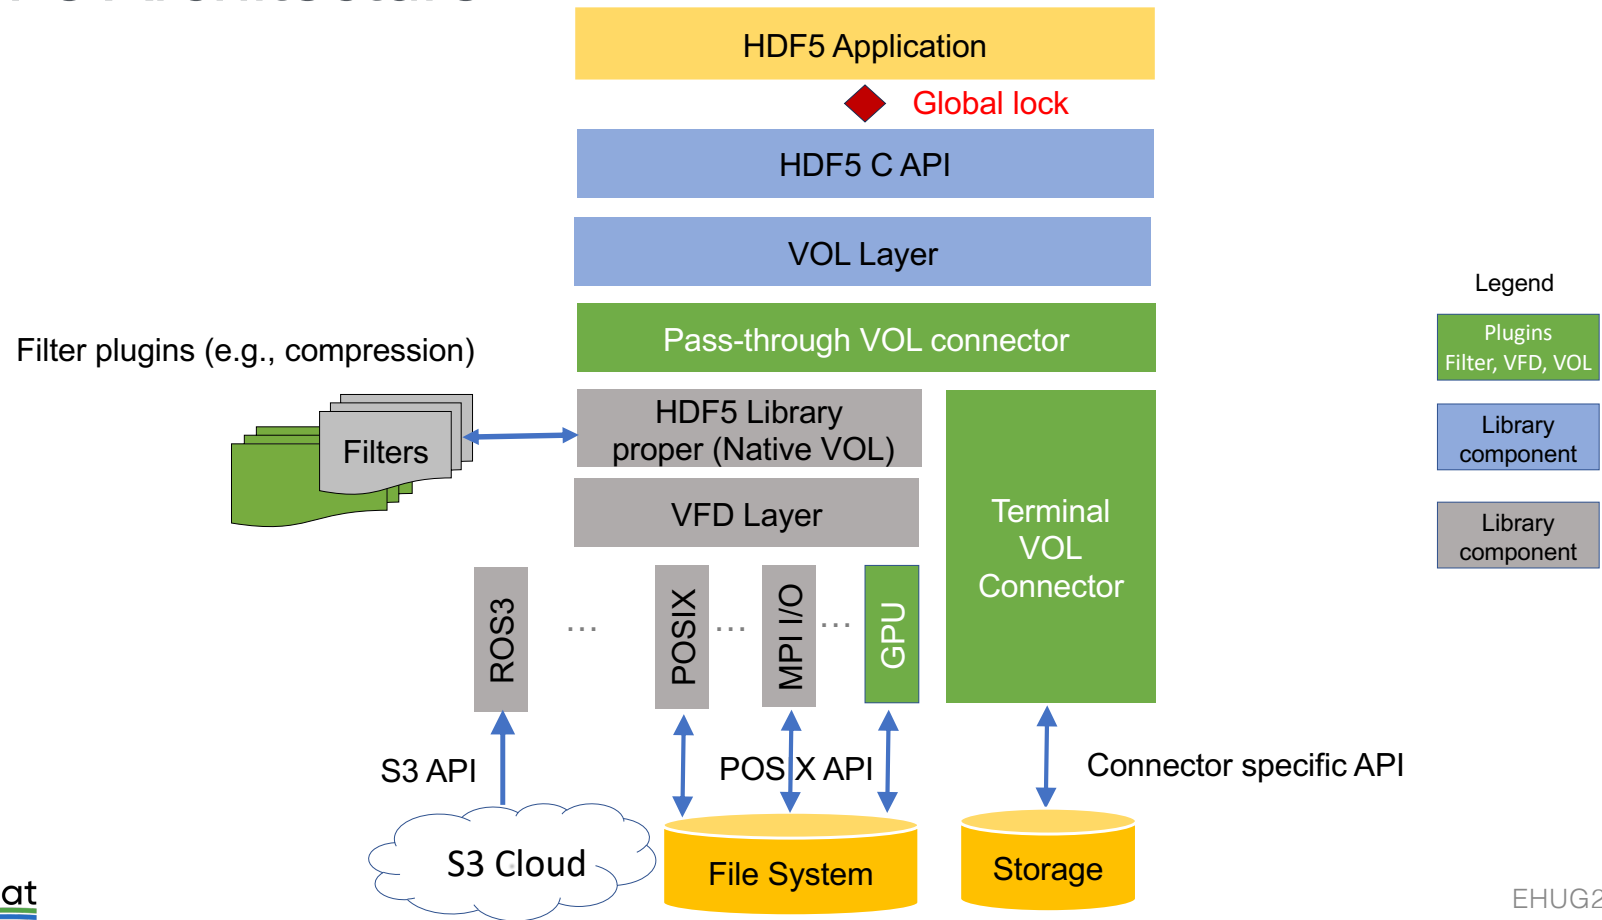 HDF5 Application
Global lock
HDF5 C API
VOL Layer
Legend
Pass-through VOL connector
Plugins
Filter, VFD, VOL
Filter plugins (e.g., compression)
HDF5 Library
proper (Native VOL)
Filters
Library
component
VFD Layer
Terminal
VOL
Connector
Library
component
ROS3
...
POSIX
...
MPI I/O
...
GPU
S3 API
POSIX API
Connector specific API
S3 Cloud
File System
Storage
at
EHUG2